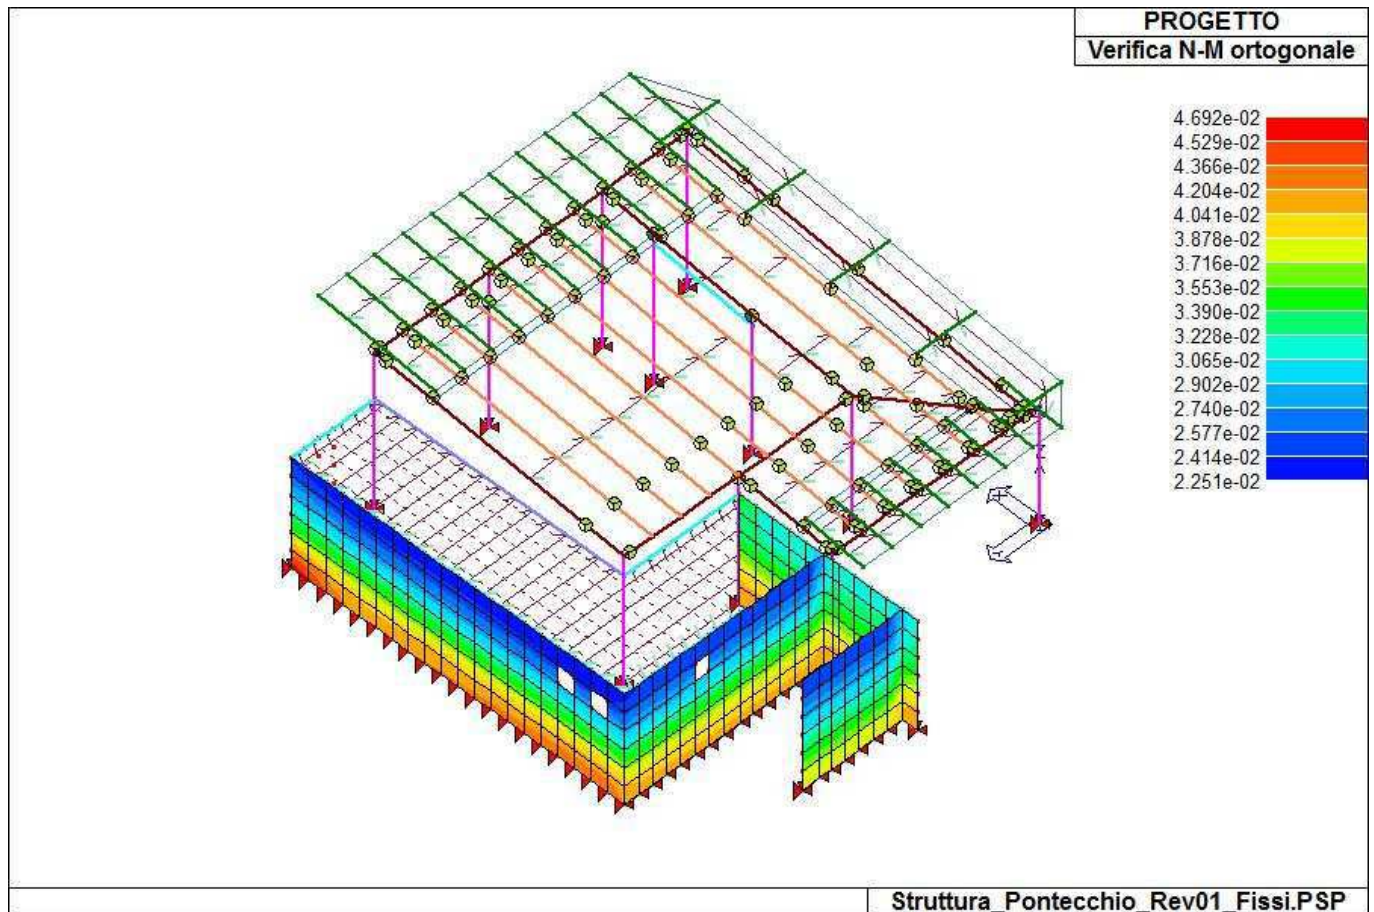 PROGETTO
Verifica N-M ortogonale
4.692e-02
4.529e-02
4.366e-02
4.204e-02
4.041e-02
3.878e-02
3.716e-02
3.553e-02
3.390e-02
3.228e-02
3.065e-02
2.902e-02
2.740e-02
2.577e-02
2.414e-02
2.251e-02
Struttura_Pontecchio_Rev01_Fissi.PSP